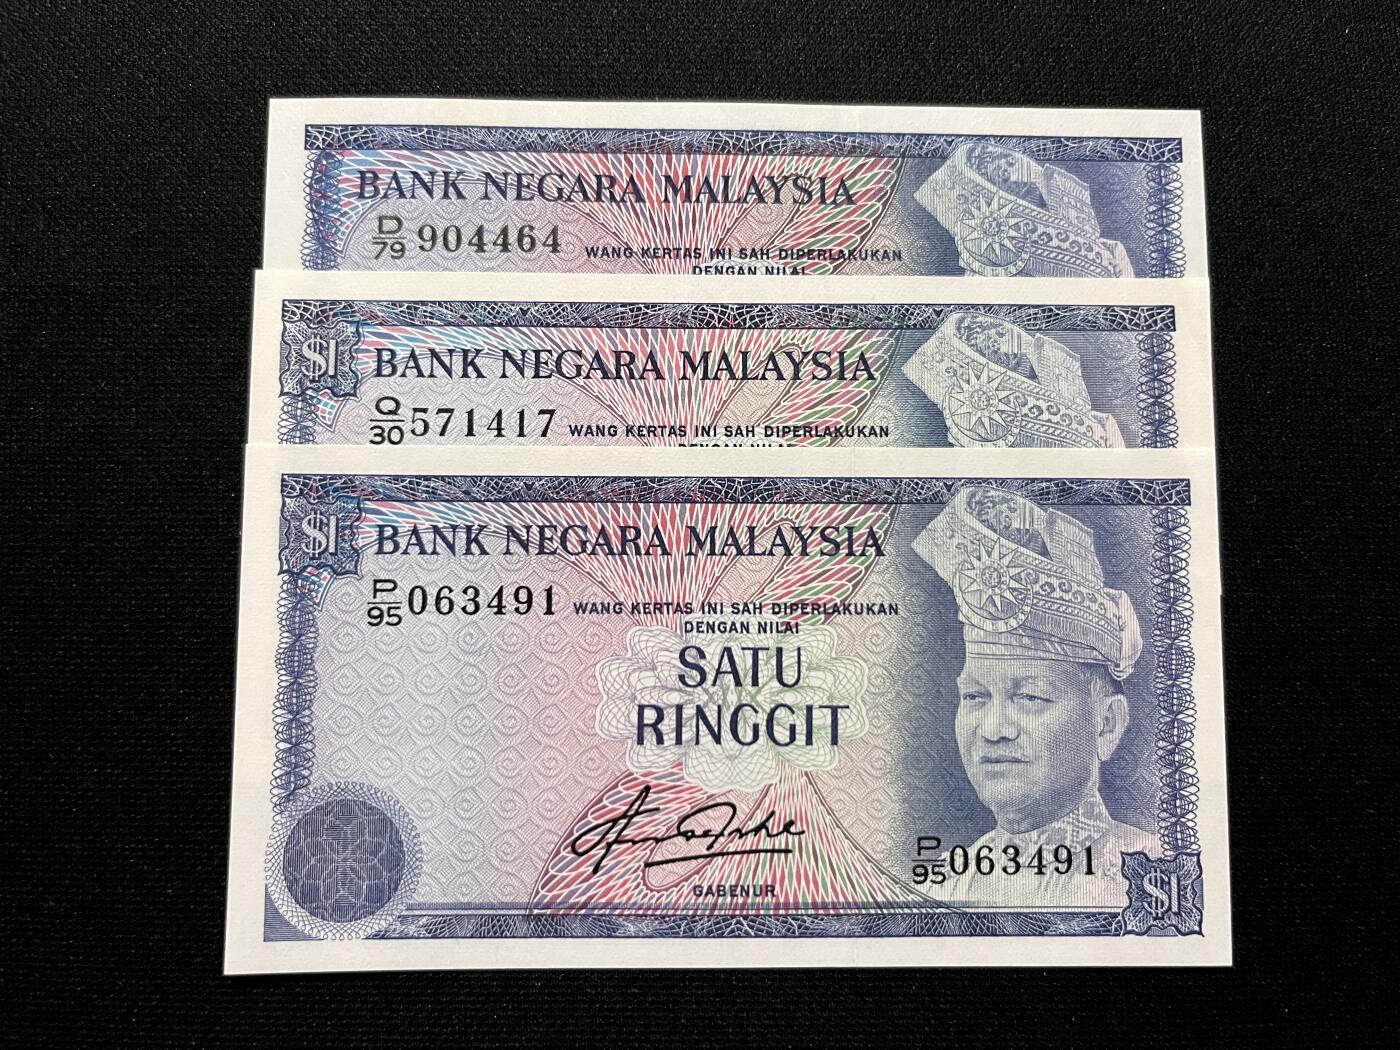 BANK NEGARA MALAYSIA
D/79 904464
WANG KERTAS INI SAH DIPERLAKUKAN
DENGAN NILAI
$1
BANK NEGARA MALAYSIA
Q/30 571417
WANG KERTAS INI SAH DIPERLAKUKAN
DENGAN NILAI
$1
BANK NEGARA MALAYSIA
P/95 063491
WANG KERTAS INI SAH DIPERLAKUKAN
DENGAN NILAI
SATU
RINGGIT
GABENUR
P/95 063491
$1